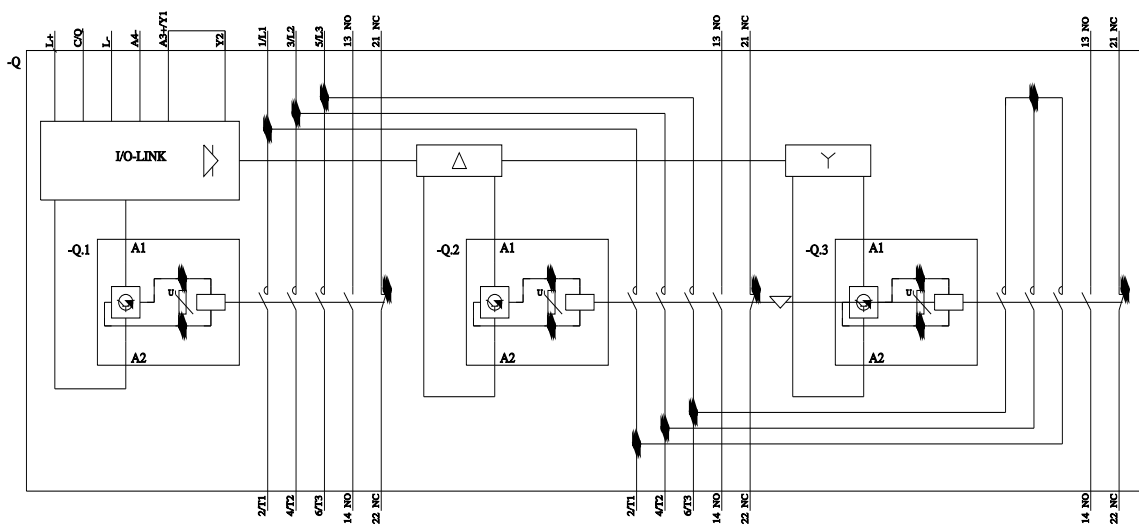 L+
C/Q
L-
A4-
A3+/Y1
Y2
1/L1
3/L2
5/L3
13 NO
21 NC
13 NO
21 NC
13 NO
21 NC
-Q
I/O-LINK
-Q.1
A1
U
A2
-Q.2
A1
U
A2
-Q.3
A1
U
A2
2/T1
4/T2
6/T3
14 NO
22 NC
2/T1
4/T2
6/T3
14 NO
22 NC
14 NO
22 NC